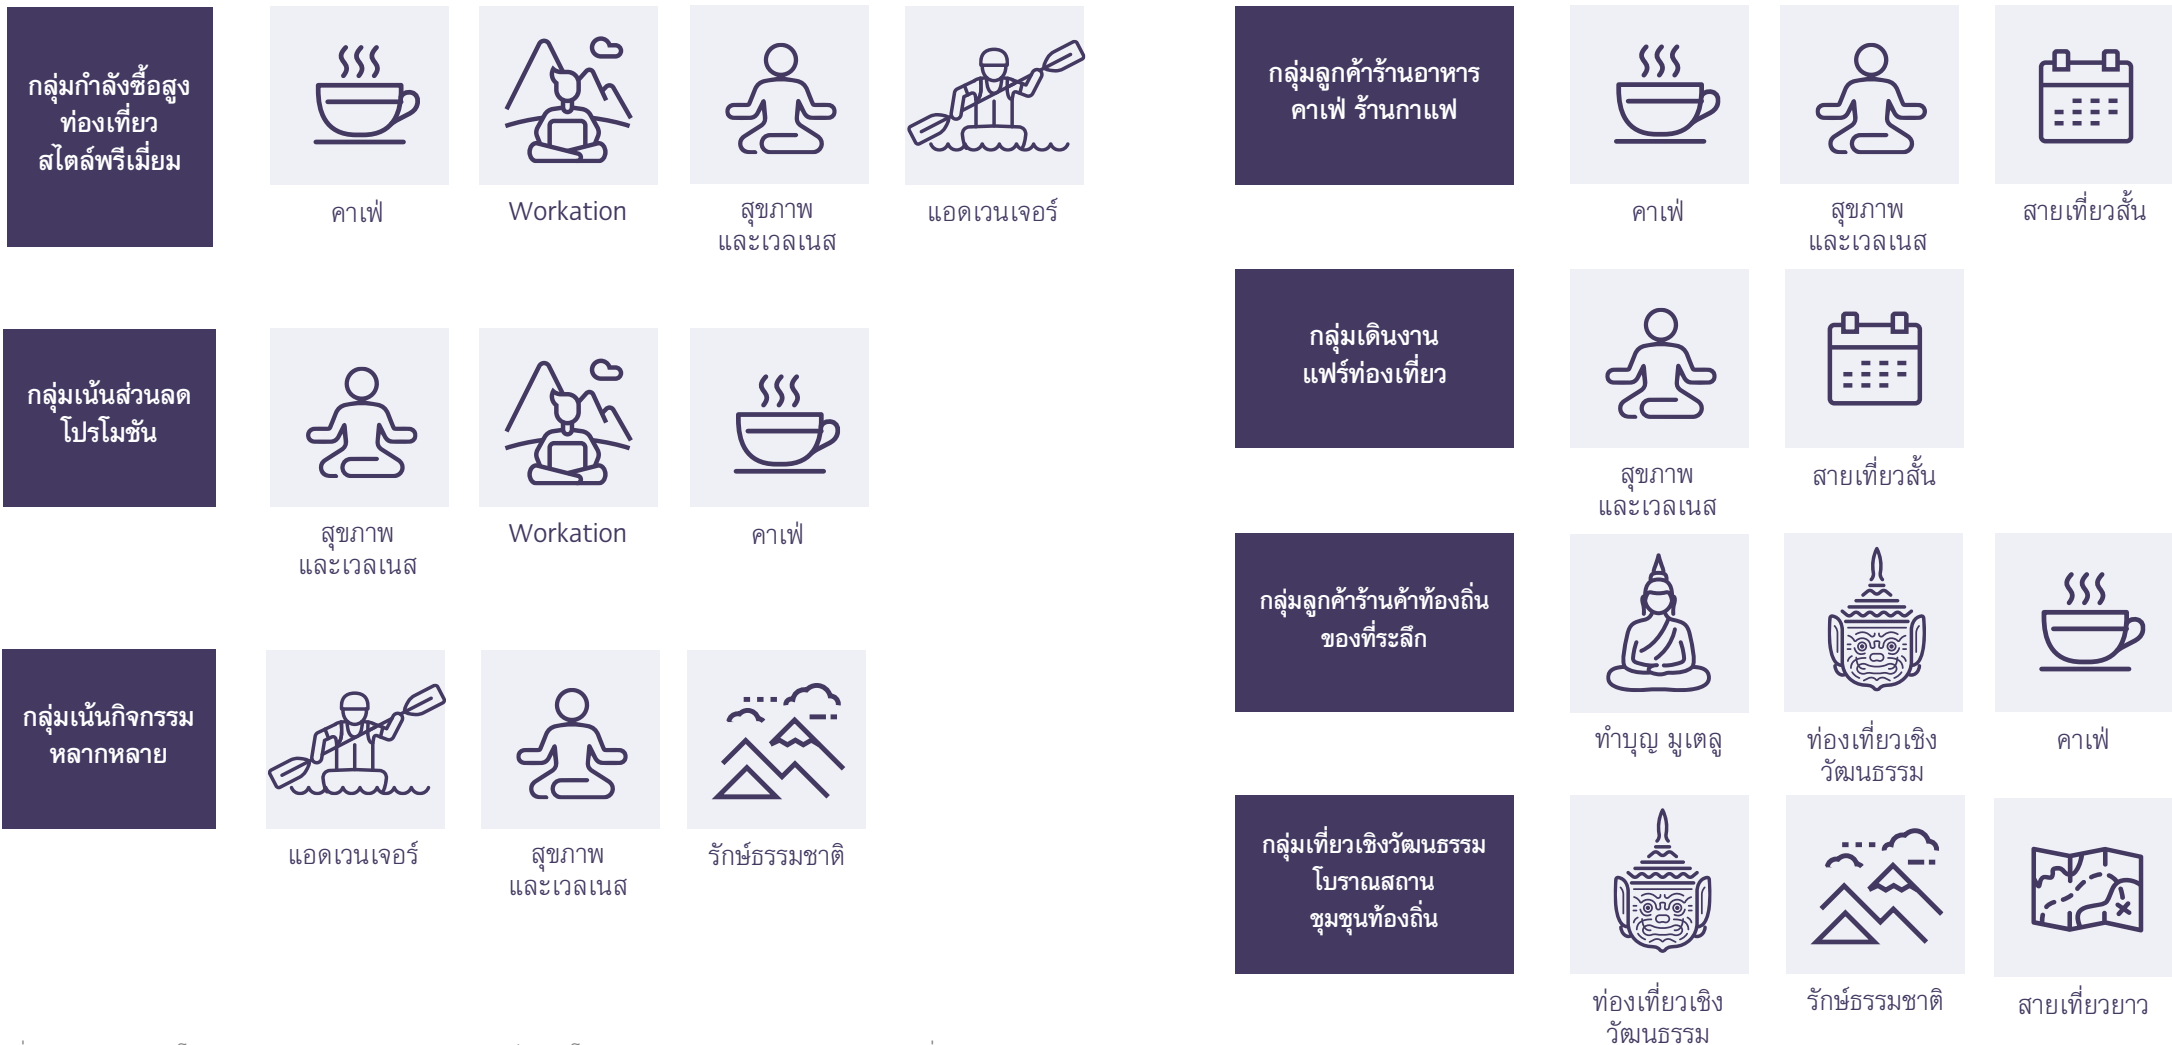 กลุ่มกำลังซื้อสูง
ท่องเที่ยว
สไตล์พรีเมี่ยม
คาเฟ่
Workation
สุขภาพ
และเวลเนส
แอดเวนเจอร์
กลุ่มเน้นส่วนลด
โปรโมชัน
สุขภาพ
และเวลเนส
Workation
คาเฟ่
กลุ่มเน้นกิจกรรม
หลากหลาย
แอดเวนเจอร์
สุขภาพ
และเวลเนส
รักษ์ธรรมชาติ
กลุ่มลูกค้าร้านอาหาร
คาเฟ่ ร้านกาแฟ
คาเฟ่
สุขภาพ
และเวลเนส
สายเที่ยวสั้น
กลุ่มเดินงาน
แฟร์ท่องเที่ยว
สุขภาพ
และเวลเนส
สายเที่ยวสั้น
กลุ่มลูกค้าร้านค้าท้องถิ่น
ของที่ระลึก
ทำบุญ มูเตลู
ท่องเที่ยวเชิง
วัฒนธรรม
คาเฟ่
กลุ่มเที่ยวเชิงวัฒนธรรม
โบราณสถาน
ชุมชุนท้องถิ่น
ท่องเที่ยวเชิง
วัฒนธรรม
รักษ์ธรรมชาติ
สายเที่ยวยาว